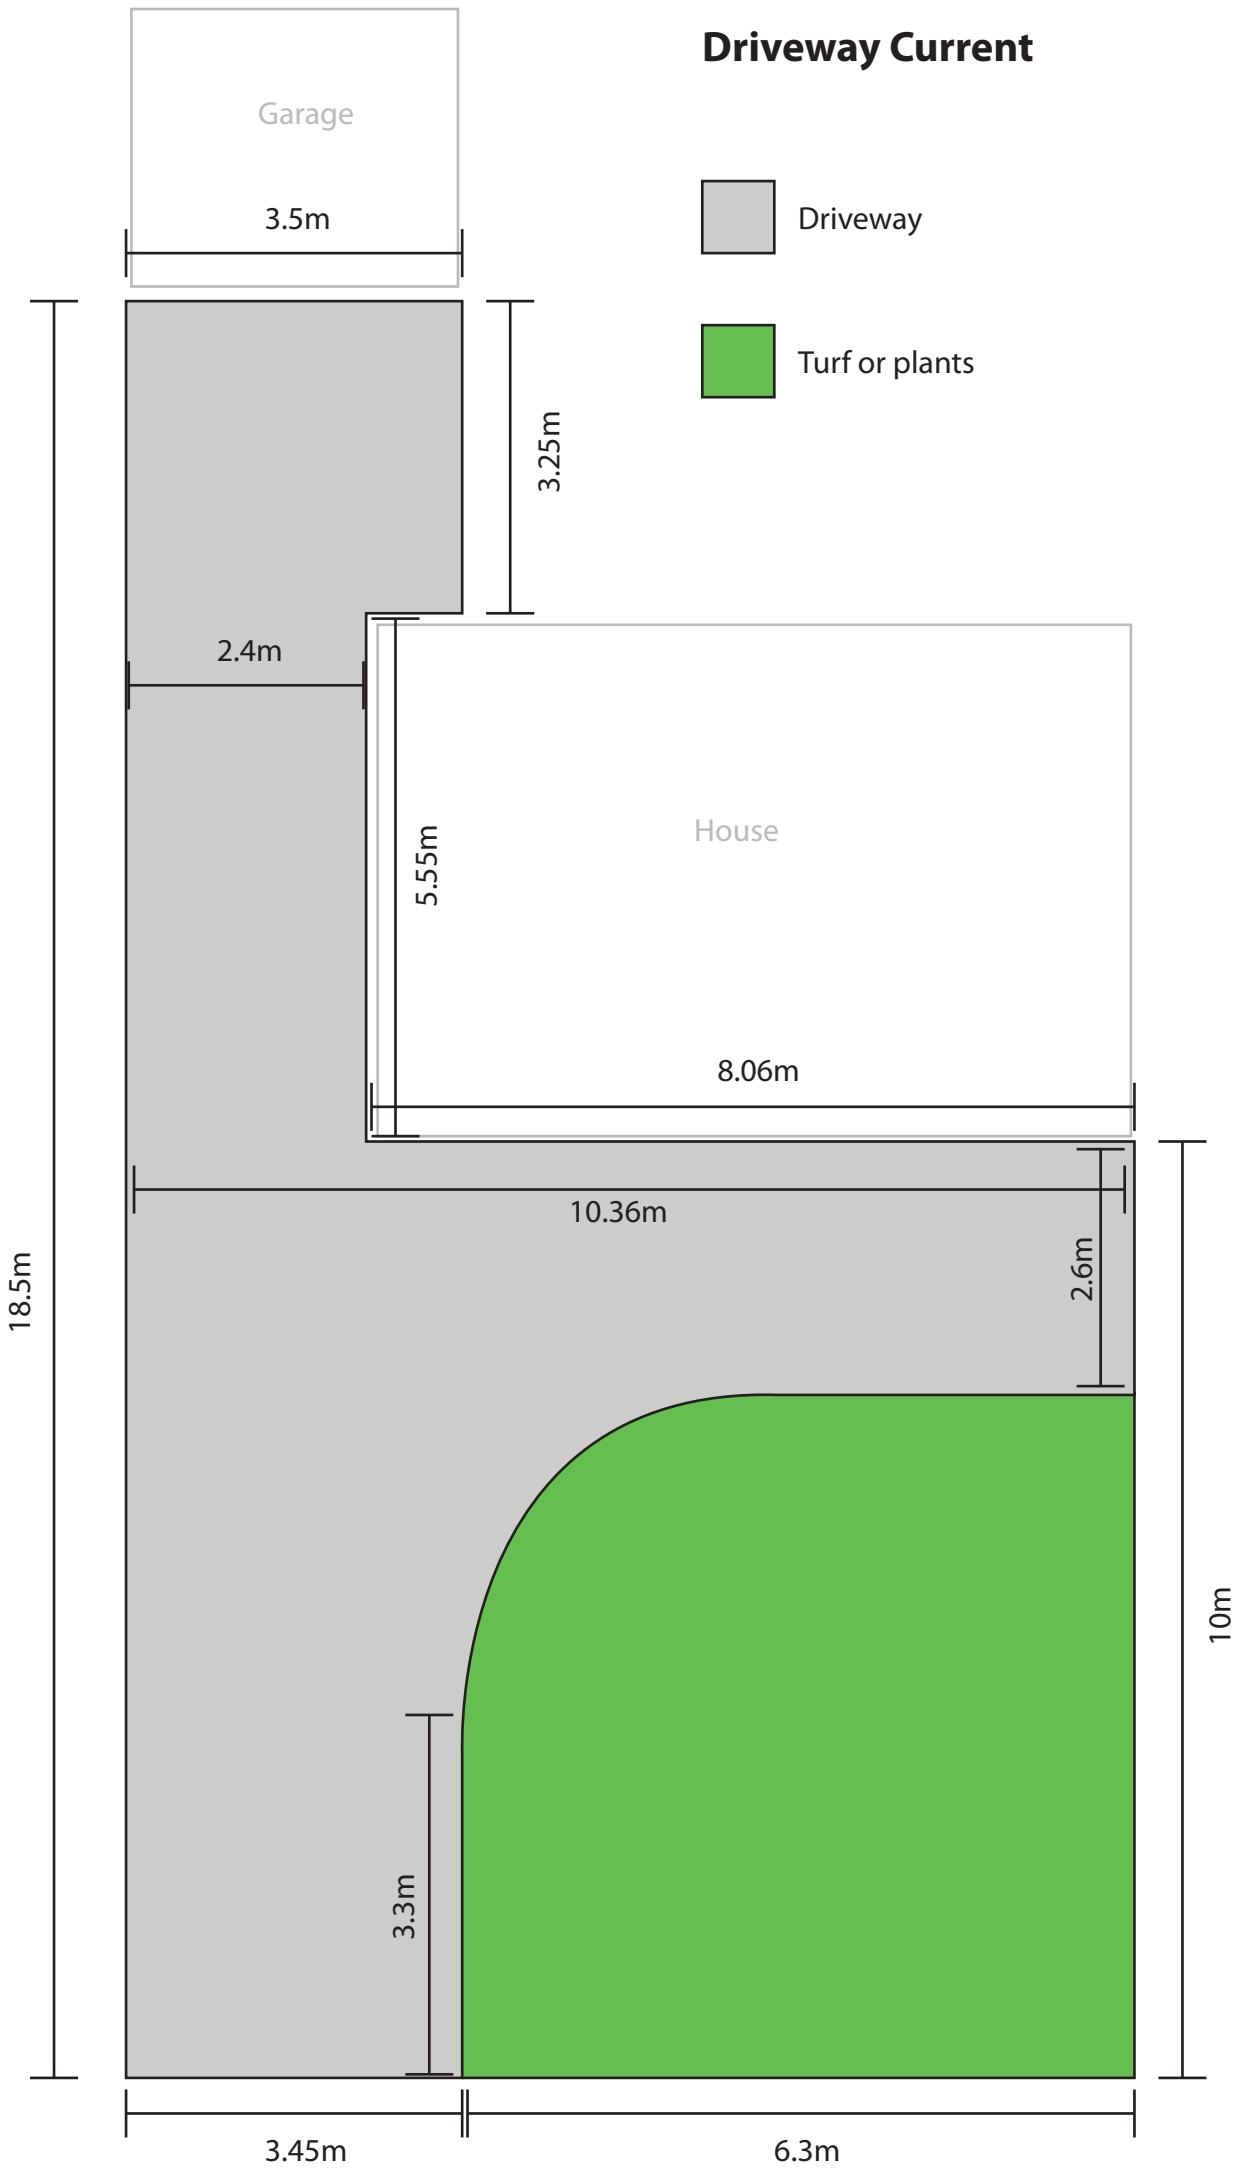 Driveway Current
Garage
3.5m
Driveway
Turf or plants
3.25m
2.4m
House
5.55m
8.06m
10.36m
2.6m
18.5m
10m
3.3m
3.45m
6.3m